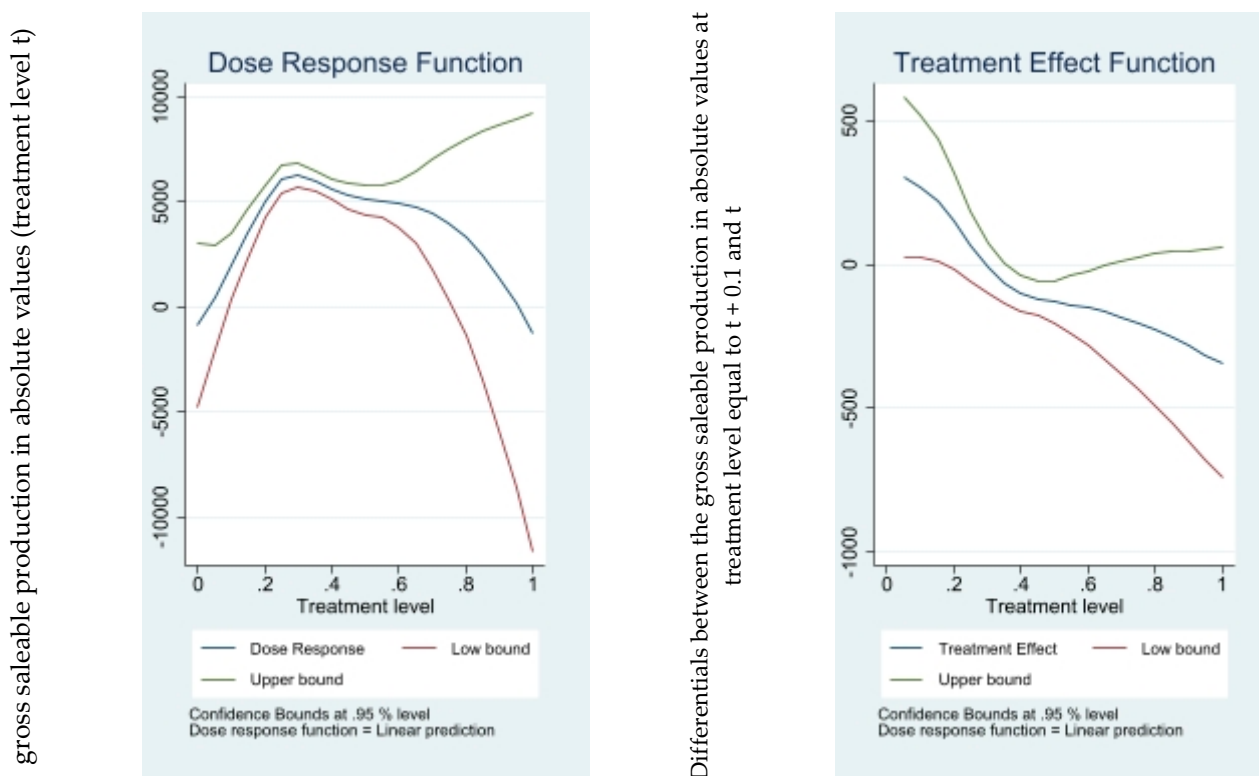 gross saleable production in absolute values (treatment level t)
Dose Response Function
10000
5000
0
-5000
-10000
0 .2 .4 .6 .8 1
Treatment level
Dose Response Low bound
Upper bound
Confidence Bounds at .95 % level
Dose response function = Linear prediction
Differentials between the gross saleable production in absolute values at
treatment level equal to t + 0.1 and t
Treatment Effect Function
500
0
-500
-1000
0 .2 .4 .6 .8 1
Treatment level
Treatment Effect Low bound
Upper bound
Confidence Bounds at .95 % level
Dose response function = Linear prediction